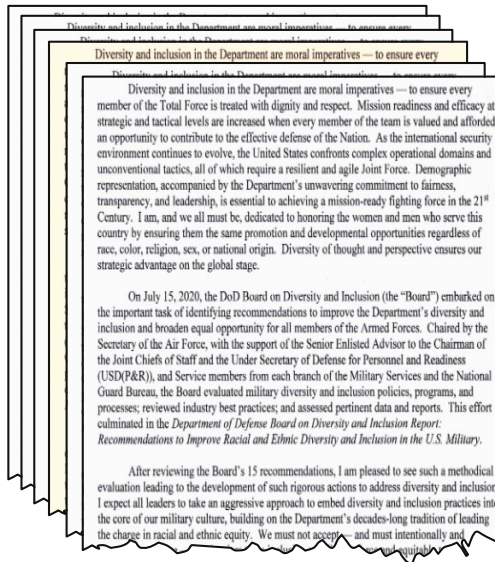 Diversity and inclusion in the Department are moral imperatives — to ensure every
Diversity and inclusion in the Department are moral imperatives — to ensure every
member of the Total Force is treated with dignity and respect. Mission readiness and efficacy at
strategic and tactical levels are increased when every member of the team is valued and afforded
an opportunity to contribute to the effective defense of the Nation. As the international security
environment continues to evolve, the United States confronts complex operational domains and
unconventional tactics, all of which require a resilient and agile Joint Force. Demographic
representation, accompanied by the Department's unwavering commitment to fairness,
transparency, and leadership, is essential to achieving a mission-ready fighting force in the 21st
Century. I am, and we all must be, dedicated to honoring the women and men who serve this
country by ensuring them the same promotion and developmental opportunities regardless of
race, color, religion, sex, or national origin. Diversity of thought and perspective ensures our
strategic advantage on the global stage.
On July 15, 2020, the DoD Board on Diversity and Inclusion (the "Board") embarked on
the important task of identifying recommendations to improve the Department's diversity and
inclusion and broaden equal opportunity for all members of the Armed Forces. Chaired by the
Secretary of the Air Force, with the support of the Senior Enlisted Advisor to the Chairman of
the Joint Chiefs of Staff and the Under Secretary of Defense for Personnel and Readiness
(USD(P&R)), and Service members from each branch of the Military Services and the National
Guard Bureau, the Board evaluated military diversity and inclusion policies, programs, and
processes; reviewed industry best practices; and assessed pertinent data and reports. This effort
culminated in the Department of Defense Board on Diversity and Inclusion Report:
Recommendations to Improve Racial and Ethnic Diversity and Inclusion in the U.S. Military.
After reviewing the Board's 15 recommendations, I am pleased to see such a methodical
evaluation leading to the development of such rigorous actions to address diversity and inclusion
I expect all leaders to take an aggressive approach to embed diversity and inclusion practices into
the core of our military culture, building on the Department's decades-long tradition of leading
the charge in racial and ethnic equity. We must not accept — and must intentionally and